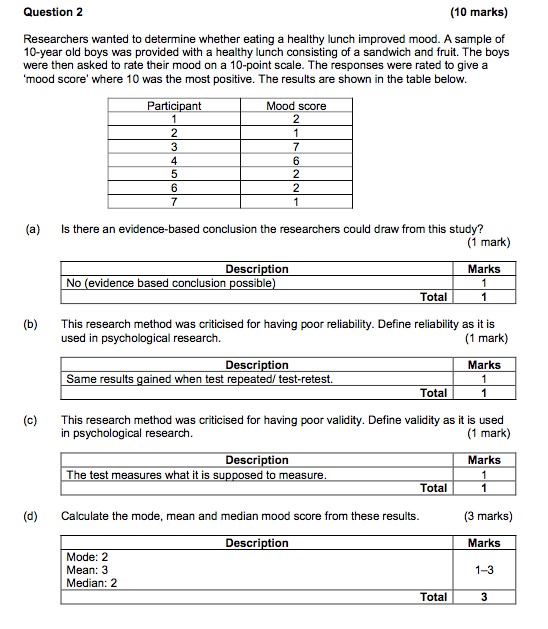 Question 2 (10 marks)
Researchers wanted to determine whether eating a healthy lunch improved mood. A sample of
10-year old boys was provided with a healthy lunch consisting of a sandwich and fruit. The boys
were then asked to rate their mood on a 10-point scale. The responses were rated to give a
'mood score' where 10 was the most positive. The results are shown in the table below.
Participant Mood score
1 2
2 1
3 7
4 6
5 2
6 2
7 1
(a) Is there an evidence-based conclusion the researchers could draw from this study?
(1 mark)
Description Marks
No (evidence based conclusion possible) 1
Total 1
(b) This research method was criticised for having poor reliability. Define reliability as it is
used in psychological research. (1 mark)
Description Marks
Same results gained when test repeated/ test-retest. 1
Total 1
(c) This research method was criticised for having poor validity. Define validity as it is used
in psychological research. (1 mark)
Description Marks
The test measures what it is supposed to measure. 1
Total 1
(d) Calculate the mode, mean and median mood score from these results. (3 marks)
Description Marks
Mode: 2
Mean: 3 1–3
Median: 2
Total 3